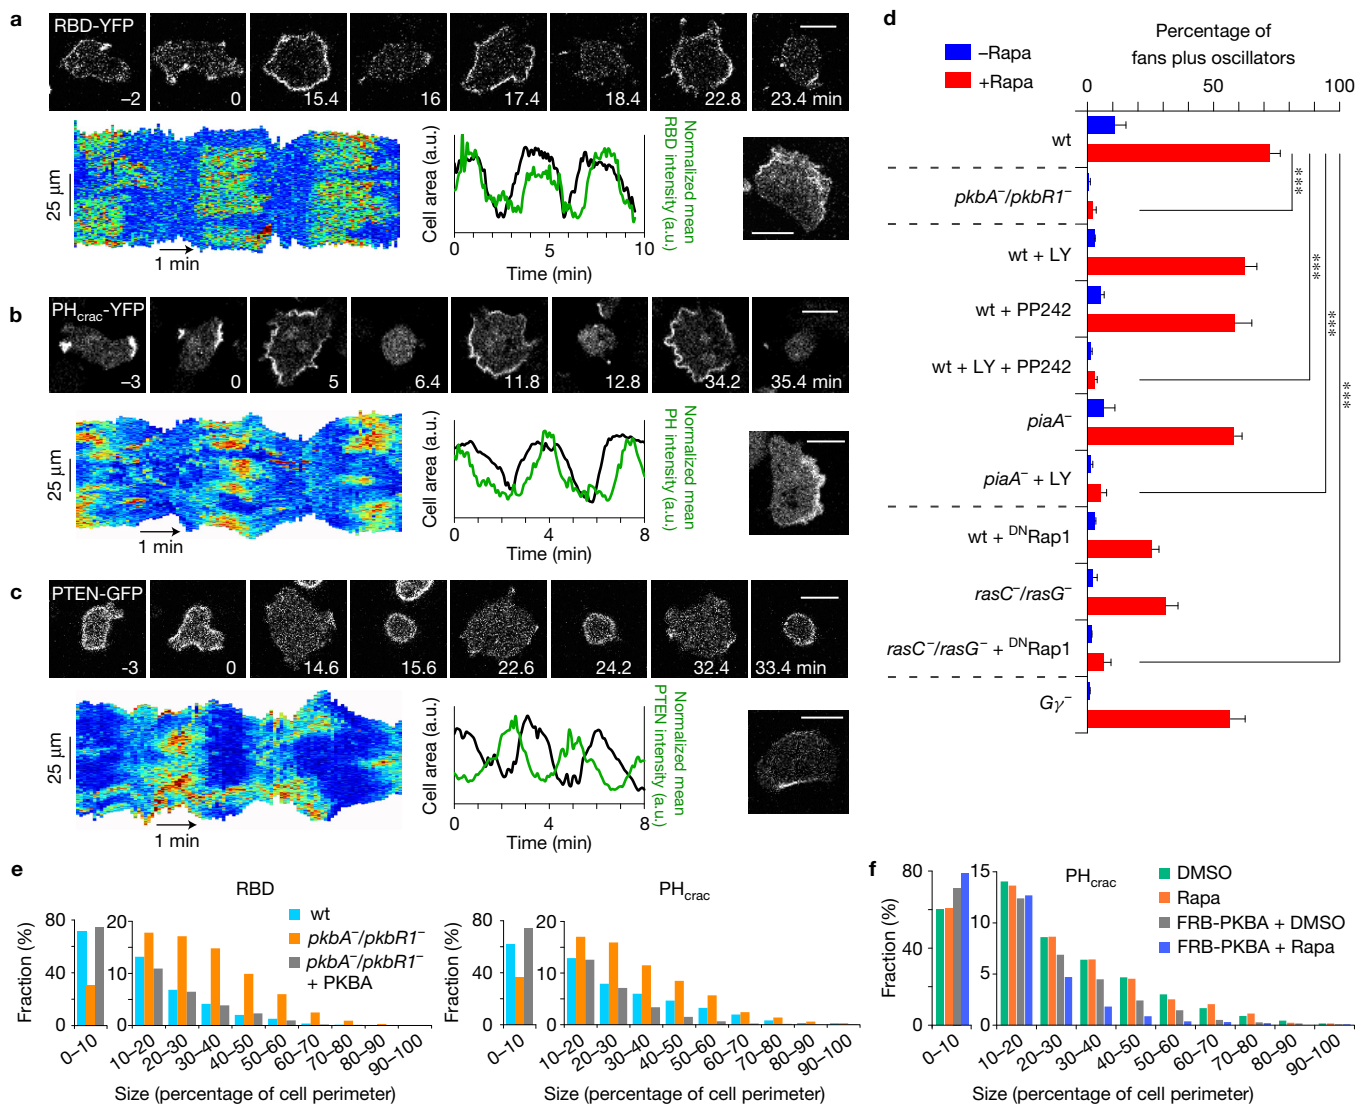 a
RBD-YFP
–2
0
15.4
16
17.4
18.4
22.8
23.4 min
25 µm
1 min
Cell area (a.u.)
Normalized mean
RBD intensity (a.u.)
0
5
10
Time (min)
b
PHcrac-YFP
–3
0
5
6.4
11.8
12.8
34.2
35.4 min
25 µm
1 min
Cell area (a.u.)
Normalized mean
PH intensity (a.u.)
0
4
8
Time (min)
c
PTEN-GFP
-3
0
14.6
15.6
22.6
24.2
32.4
33.4 min
25 µm
1 min
Cell area (a.u.)
Normalized mean
PTEN intensity (a.u.)
0
4
8
Time (min)
d
–Rapa
+Rapa
Percentage of
fans plus oscillators
0
50
100
wt
pkbA–/pkbR1–
wt + LY
wt + PP242
wt + LY + PP242
piaA–
piaA– + LY
wt + DNRap1
rasC–/rasG–
rasC–/rasG– + DNRap1
Gγ–
***
***
***
***
e
RBD
wt
pkbA–/pkbR1–
pkbA–/pkbR1–
+ PKBA
Fraction (%)
80
40
0
20
10
0
0–10
10–20
20–30
30–40
40–50
50–60
60–70
70–80
80–90
90–100
Size (percentage of cell perimeter)
PHcrac
Fraction (%)
80
40
0
20
10
0
0–10
10–20
20–30
30–40
40–50
50–60
60–70
70–80
80–90
90–100
Size (percentage of cell perimeter)
f
PHcrac
DMSO
Rapa
FRB-PKBA + DMSO
FRB-PKBA + Rapa
Fraction (%)
80
40
0
15
10
5
0
0–10
10–20
20–30
30–40
40–50
50–60
60–70
70–80
80–90
90–100
Size (percentage of cell perimeter)